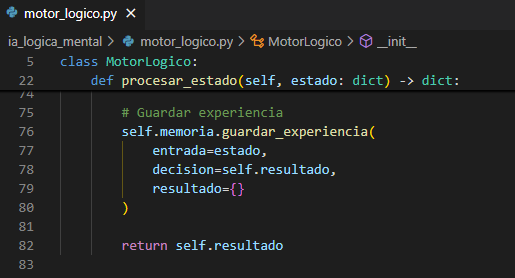 motor_logico.py
ia_logica_mental > motor_logico.py > MotorLogico > __init__
5 class MotorLogico:
22 def procesar_estado(self, estado: dict) -> dict:
74
75 # Guardar experiencia
76 self.memoria.guardar_experiencia(
77 entrada=estado,
78 decision=self.resultado,
79 resultado={}
80 )
81
82 return self.resultado
83